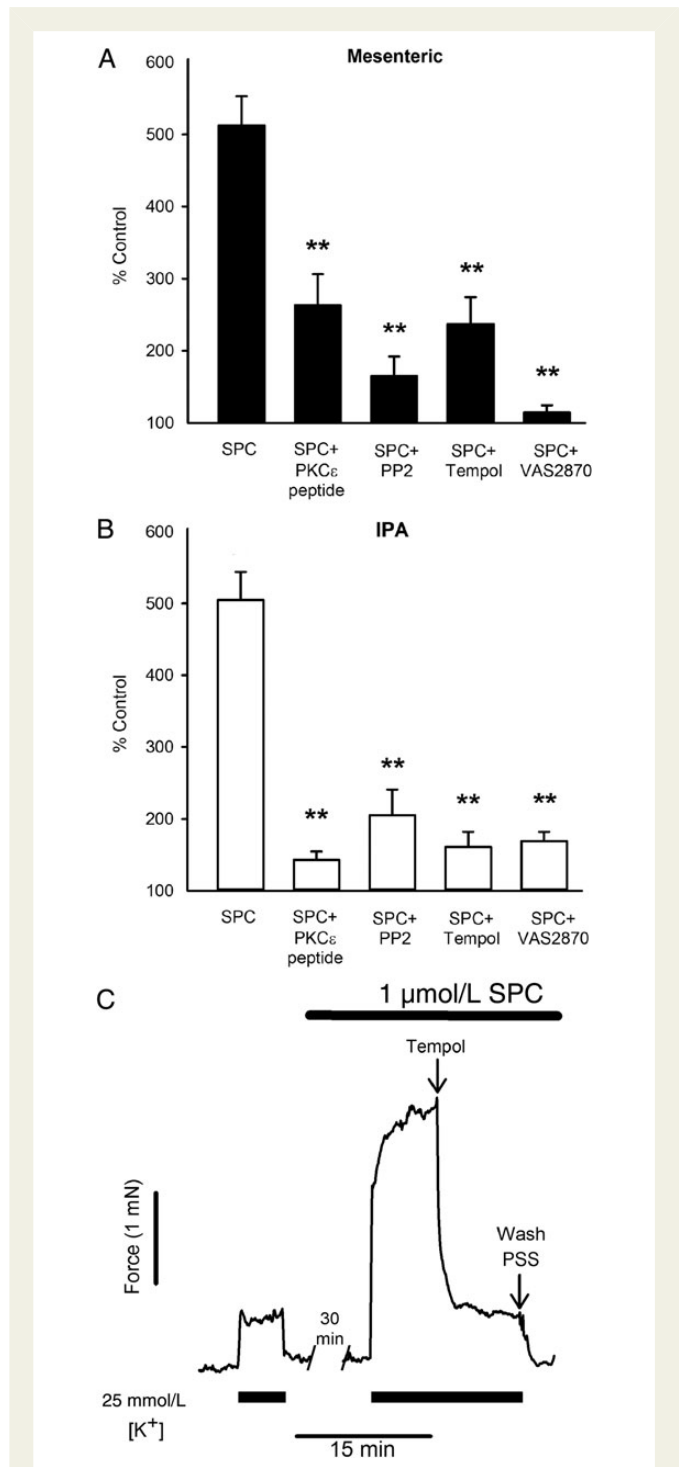 A
Mesenteric
600
500
400
300
200
100
% Control
**
**
**
**
SPC
SPC+
PKCε
peptide
SPC+
PP2
SPC+
Tempol
SPC+
VAS2870
B
IPA
600
500
400
300
200
100
% Control
**
**
**
**
SPC
SPC+
PKCε
peptide
SPC+
PP2
SPC+
Tempol
SPC+
VAS2870
C
1 μmol/L SPC
Tempol
Force (1 mN)
Wash
PSS
30
min
25 mmol/L
[K⁺]
15 min